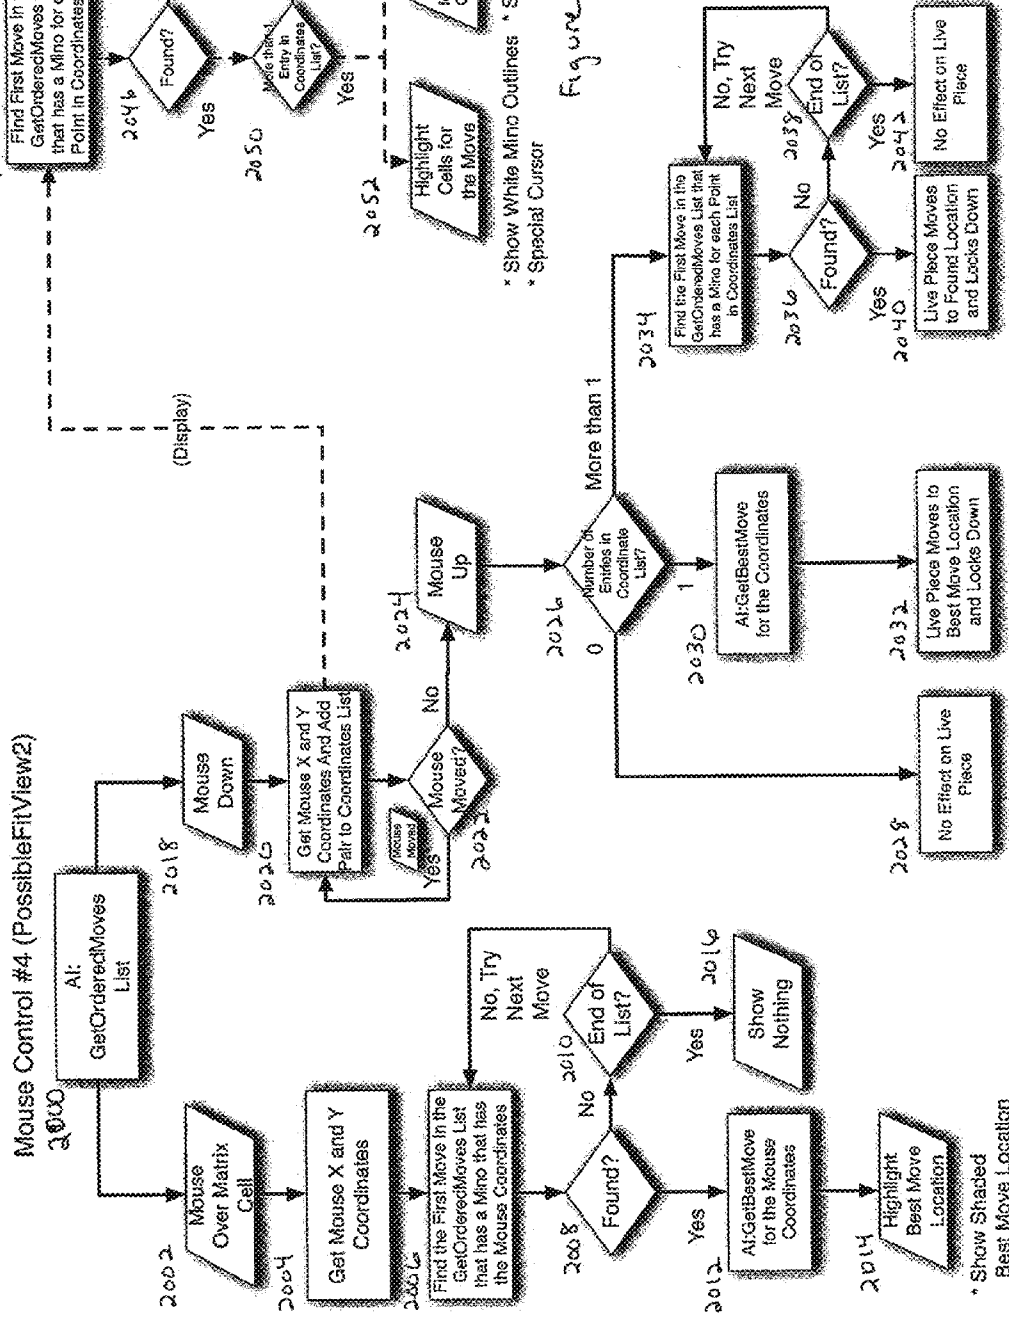 Mouse Control #4 (PossibleFitView2)
2000
AI:
GetOrderedMoves
List
2002
Mouse
Over Matrix
Cell
2004
Get Mouse X and Y
Coordinates
2006
Find the First Move in the
GetOrderedMoves List
that has a Mino that has
the Mouse Coordinates
2008
Found?
No
Yes
2010
End of
List?
No, Try
Next
Move
Yes
2016
Show
Nothing
2012
AI:GetBestMove
for the Mouse
Coordinates
2014
Highlight
Best Move
Location
* Show Shaded
Best Move Location
2018
Mouse
Down
2020
Get Mouse X and Y
Coordinates And Add
Pair to Coordinates List
Mouse
Moved
Yes
2022
Mouse
Moved?
No
2024
Mouse
Up
(Display)
2026
Number of
Entries in
Coordinate
List?
0
1
More than 1
2028
No Effect on Live
Piece
2030
AI:GetBestMove
for the Coordinates
2032
Live Piece Moves to
Best Move Location
and Locks Down
2034
Find the First Move in the
GetOrderedMoves List that
has a Mino for each Point
in Coordinates List
2036
Found?
No
Yes
2038
End of
List?
No, Try
Next
Move
Yes
2040
Live Piece Moves
to Found Location
and Locks Down
2042
No Effect on Live
Piece
Find First Move in
GetOrderedMoves
that has a Mino for
Point in Coordinates
2046
Found?
Yes
2050
More than 1
Entry in
Coordinates
List?
Yes
2052
Highlight
Cells for
the Move
* Show White Mino Outlines * S
* Special Cursor
Figure